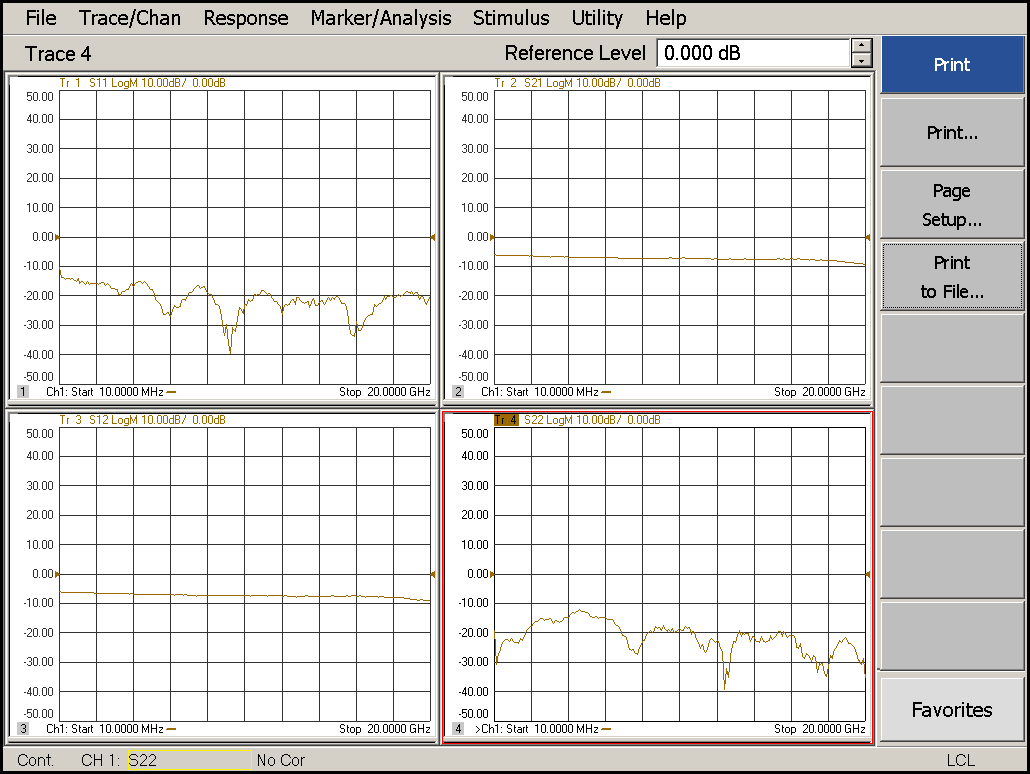 File Trace/Chan Response Marker/Analysis Stimulus Utility Help
Trace 4 Reference Level 0.000 dB
Print
Print...
Page
Setup...
Print
to File...
Favorites
Tr 1 S11 LogM 10.00dB/ 0.00dB
50.00
40.00
30.00
20.00
10.00
0.00
-10.00
-20.00
-30.00
-40.00
-50.00
1 Ch1: Start 10.0000 MHz Stop 20.0000 GHz
Tr 2 S21 LogM 10.00dB/ 0.00dB
50.00
40.00
30.00
20.00
10.00
0.00
-10.00
-20.00
-30.00
-40.00
-50.00
2 Ch1: Start 10.0000 MHz Stop 20.0000 GHz
Tr 3 S12 LogM 10.00dB/ 0.00dB
50.00
40.00
30.00
20.00
10.00
0.00
-10.00
-20.00
-30.00
-40.00
-50.00
3 Ch1: Start 10.0000 MHz Stop 20.0000 GHz
Tr 4 S22 LogM 10.00dB/ 0.00dB
50.00
40.00
30.00
20.00
10.00
0.00
-10.00
-20.00
-30.00
-40.00
-50.00
4 >Ch1: Start 10.0000 MHz Stop 20.0000 GHz
Cont. CH 1: S22 No Cor LCL